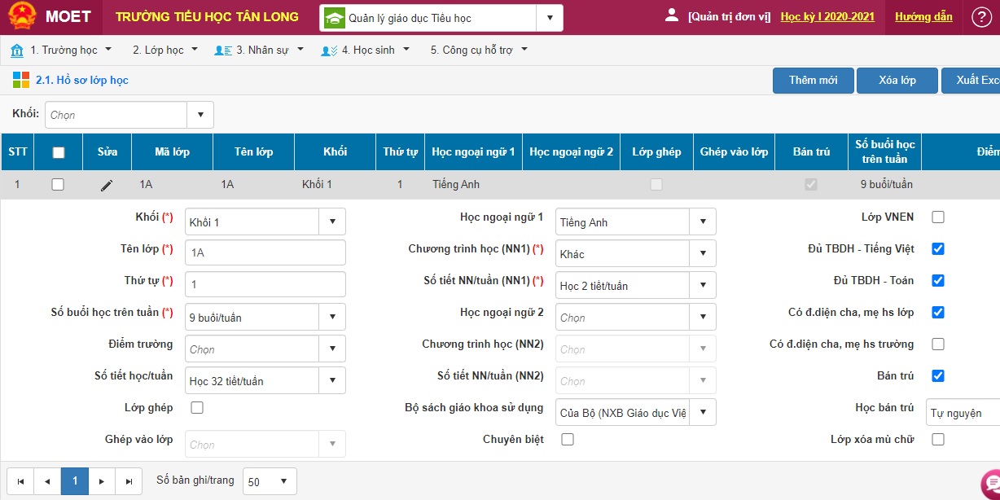 MOET TRƯỜNG TIỂU HỌC TÂN LONG Quản lý giáo dục Tiểu học [Quản trị đơn vị] Học kỳ I 2020-2021 Hướng dẫn ?
1. Trường học 2. Lớp học 3. Nhân sự 4. Học sinh 5. Công cụ hỗ trợ
2.1. Hồ sơ lớp học Thêm mới Xóa lớp Xuất Exc
Khối: Chọn
STT Sửa Mã lớp Tên lớp Khối Thứ tự Học ngoại ngữ 1 Học ngoại ngữ 2 Lớp ghép Ghép vào lớp Bán trú Số buổi học trên tuần Điểm
1 1A 1A Khối 1 1 Tiếng Anh 9 buổi/tuần
Khối (*) Khối 1 Học ngoại ngữ 1 Tiếng Anh Lớp VNEN
Tên lớp (*) 1A Chương trình học (NN1) (*) Khác Đủ TBDH - Tiếng Việt
Thứ tự (*) 1 Số tiết NN/tuần (NN1) (*) Học 2 tiết/tuần Đủ TBDH - Toán
Số buổi học trên tuần (*) 9 buổi/tuần Học ngoại ngữ 2 Chọn Có đ.diện cha, mẹ hs lớp
Điểm trường Chọn Chương trình học (NN2) Chọn Có đ.diện cha, mẹ hs trường
Số tiết học/tuần Học 32 tiết/tuần Số tiết NN/tuần (NN2) Chọn Bán trú
Lớp ghép Bộ sách giáo khoa sử dụng Của Bộ (NXB Giáo dục Việ Học bán trú Tự nguyện
Ghép vào lớp Chọn Chuyên biệt Lớp xóa mù chữ
1 Số bản ghi/trang 50